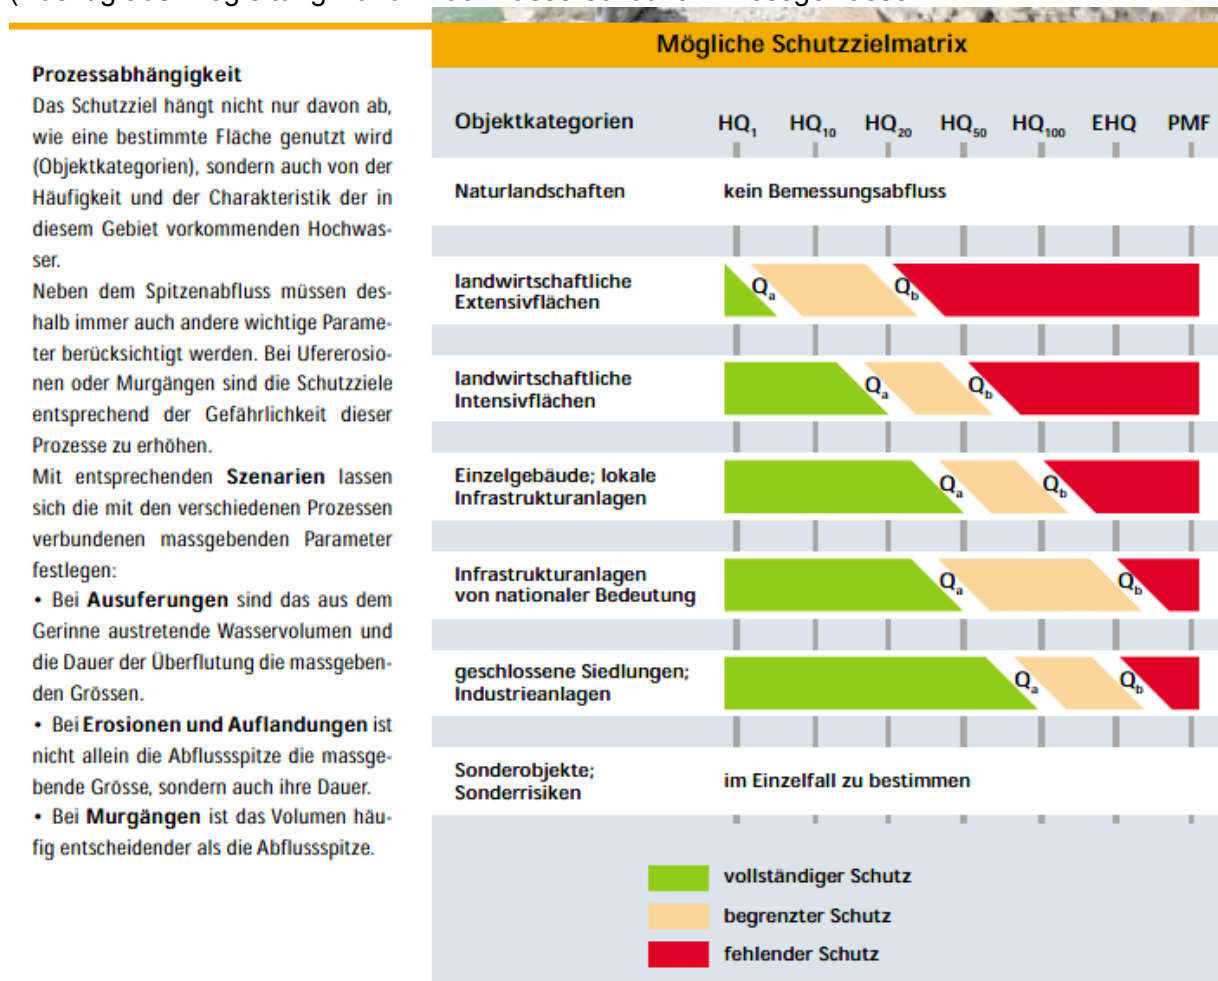 Mögliche Schutzzielmatrix
Prozessabhängigkeit
Das Schutzziel hängt nicht nur davon ab,
wie eine bestimmte Fläche genutzt wird
(Objektkategorien), sondern auch von der
Häufigkeit und der Charakteristik der in
diesem Gebiet vorkommenden Hochwas-
ser.
Neben dem Spitzenabfluss müssen des-
halb immer auch andere wichtige Parame-
ter berücksichtigt werden. Bei Ufererosio-
nen oder Murgängen sind die Schutzziele
entsprechend der Gefährlichkeit dieser
Prozesse zu erhöhen.
Mit entsprechenden Szenarien lassen
sich die mit den verschiedenen Prozessen
verbundenen massgebenden Parameter
festlegen:
• Bei Ausuferungen sind das aus dem
Gerinne austretende Wasservolumen und
die Dauer der Überflutung die massgeben-
den Grössen.
• Bei Erosionen und Auflandungen ist
nicht allein die Abflussspitze die massge-
bende Grösse, sondern auch ihre Dauer.
• Bei Murgängen ist das Volumen häu-
fig entscheidender als die Abflussspitze.
Objektkategorien HQ1 HQ10 HQ20 HQ50 HQ100 EHQ PMF
Naturlandschaften kein Bemessungsabfluss
landwirtschaftliche
Extensivflächen
Qa Qb
landwirtschaftliche
Intensivflächen
Qa Qb
Einzelgebäude; lokale
Infrastrukturanlagen
Qa Qb
Infrastrukturanlagen
von nationaler Bedeutung
Qa Qb
geschlossene Siedlungen;
Industrieanlagen
Qa Qb
Sonderobjekte;
Sonderrisiken
im Einzelfall zu bestimmen
vollständiger Schutz
begrenzter Schutz
fehlender Schutz